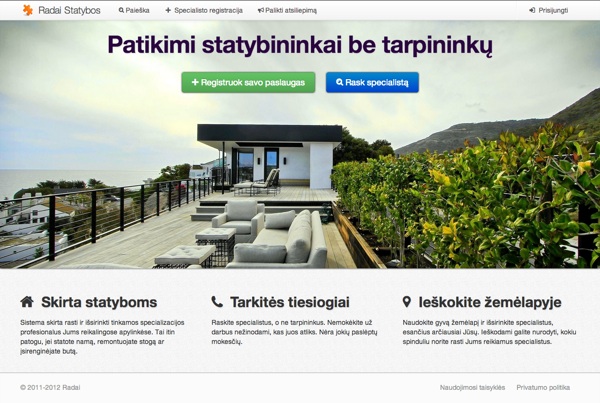 Radai Statybos
Paieška
Specialisto registracija
Palikti atsiliepimą
Prisijungti
Patikimi statybininkai be tarpininkų
Registruok savo paslaugas
Rask specialistą
Skirta statyboms
Sistema skirta rasti ir išsirinkti tinkamos specializacijos
profesionalus Jums reikalingose apylinkėse. Tai itin
patogu, jei statote namą, remontuojate stogą ar
įsirenginėjate butą.
Tarkitės tiesiogiai
Raskite specialistus, o ne tarpininkus. Nemokėkite už
darbus nežinodami, kas juos atliks. Nėra jokių paslėptų
mokesčių.
Ieškokite žemėlapyje
Naudokite gyvą žemėlapį ir išsirinkite specialistus,
esančius arčiausiai Jūsų. Ieškodami galite nurodyti, kokiu
spinduliu norite rasti Jums reikiamus specialistus.
© 2011-2012 Radai
Naudojimosi taisyklės
Privatumo politika